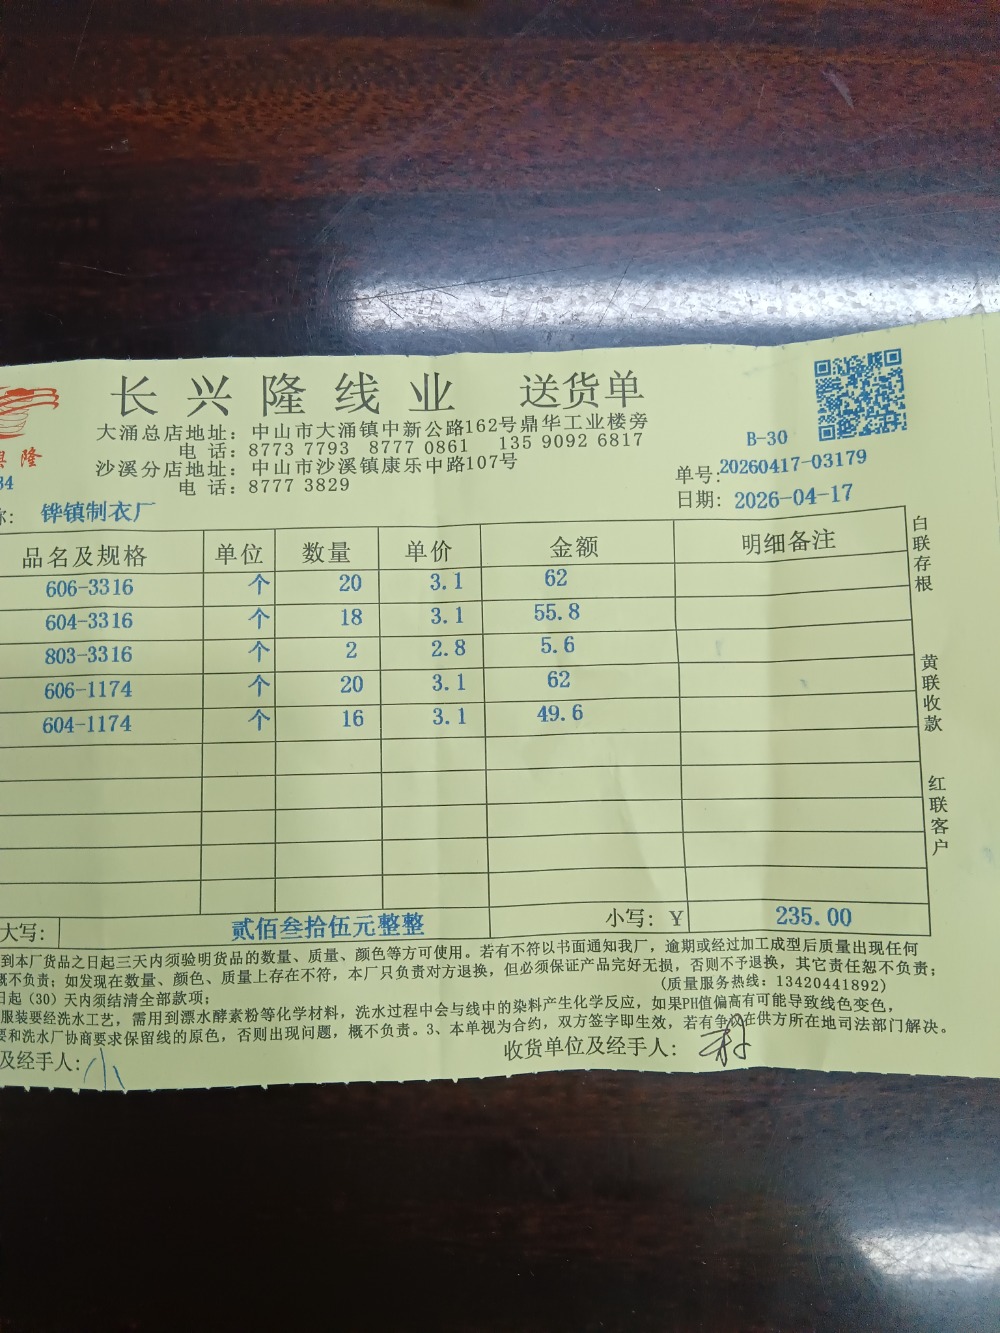 长兴隆线业 送货单
大涌总店地址：中山市大涌镇中新公路162号鼎华工业楼旁
电 话：8773 7793 8777 0861 135 9092 6817
沙溪分店地址：中山市沙溪镇康乐中路107号
电 话：8777 3829
隆
34
B-30
单号:20260417-03179
日期：2026-04-17
称：铧镇制衣厂
品名及规格 单位 数量 单价 金额 明细备注
606-3316 个 20 3.1 62
604-3316 个 18 3.1 55.8
803-3316 个 2 2.8 5.6
606-1174 个 20 3.1 62
604-1174 个 16 3.1 49.6
大写： 贰佰叁拾伍元整整 小写：￥ 235.00
白联存根
黄联收款
红联客户
到本厂货品之日起三天内须验明货品的数量、质量、颜色等方可使用。若有不符以书面通知我厂，逾期或经过加工成型后质量出现任何
概不负责；如发现在数量、颜色、质量上存在不符，本厂只负责对方退换，但必须保证产品完好无损，否则不予退换，其它责任恕不负责；
日起（30）天内须结清全部款项；
(质量服务热线：13420441892)
服装要经洗水工艺，需用到漂水酵素粉等化学材料，洗水过程中会与线中的染料产生化学反应，如果PH值偏高有可能导致线色变色，
要和洗水厂协商要求保留线的原色，否则出现问题，概不负责。3、本单视为合约，双方签字即生效，若有争议在供方所在地司法部门解决。
及经手人：
收货单位及经手人：